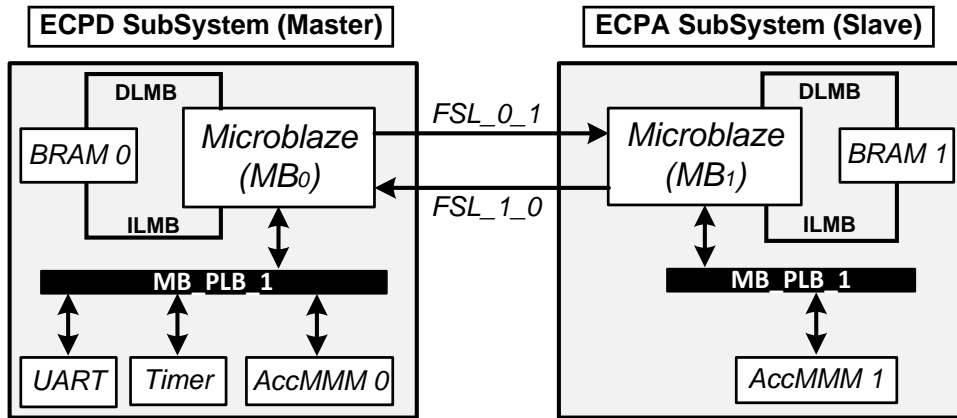 ECPD SubSystem (Master)
ECPA SubSystem (Slave)
DLMB
BRAM 0
Microblaze
(MB0)
ILMB
MB_PLB_1
UART
Timer
AccMMM 0
FSL_0_1
FSL_1_0
DLMB
Microblaze
(MB1)
BRAM 1
ILMB
MB_PLB_1
AccMMM 1